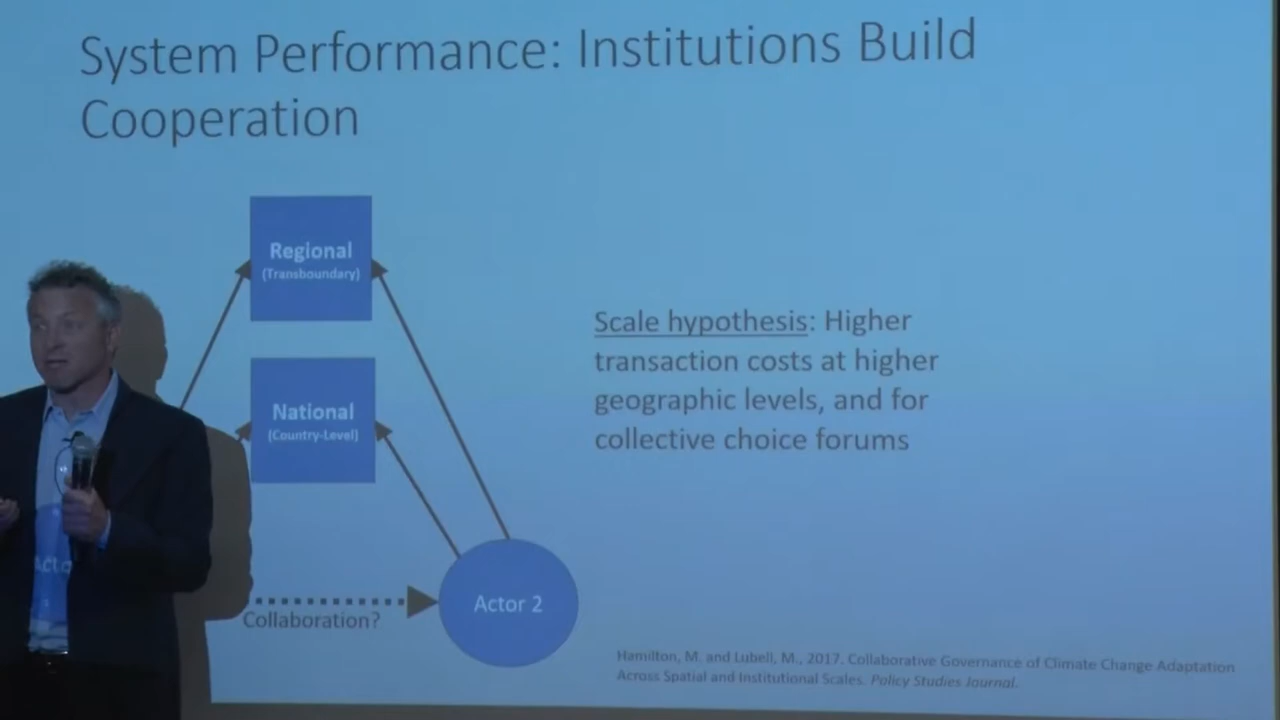 System Performance: Institutions Build
Cooperation
Regional
(Transboundary)
National
(Country-Level)
Scale hypothesis: Higher
transaction costs at higher
geographic levels, and for
collective choice forums
Acto
Actor 2
Collaboration?
Hamilton, M. and Lubell, M., 2017. Collaborative Governance of Climate Change Adaptation
Across Spatial and Institutional Scales. Policy Studies Journal.